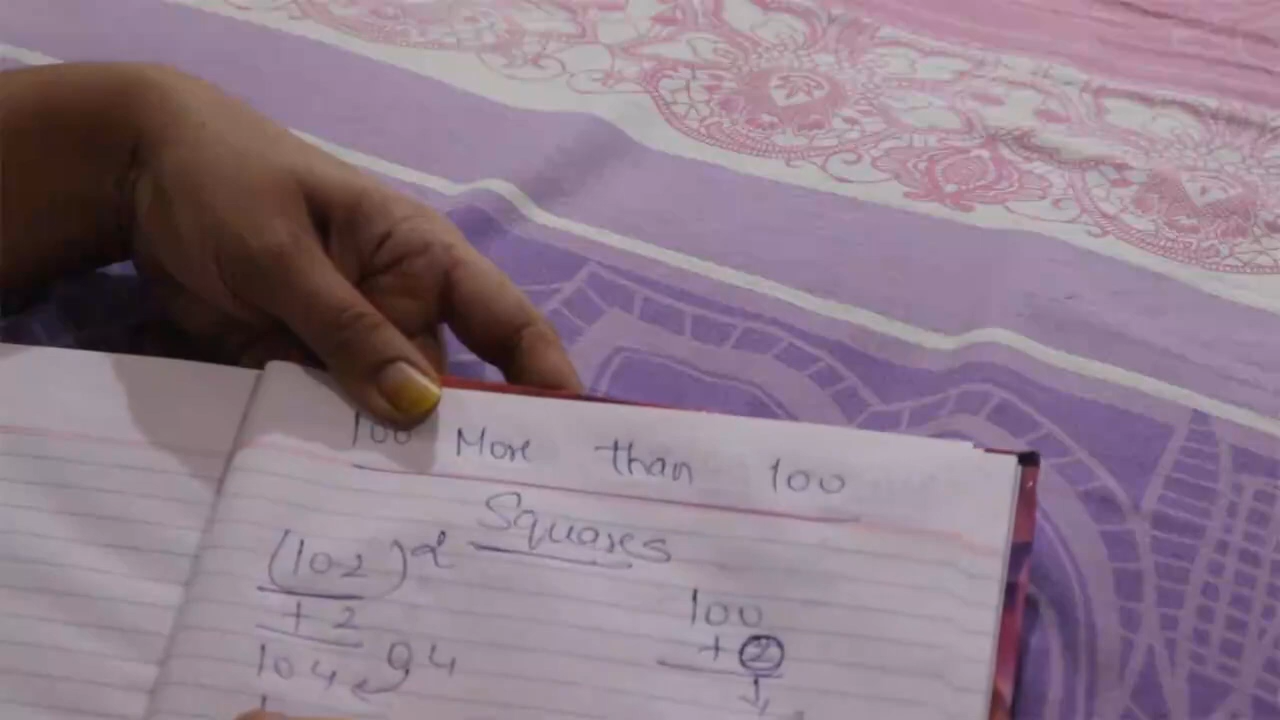 100 More than 100
Squares
(102)²
+ 2
104 04
100
+ 2